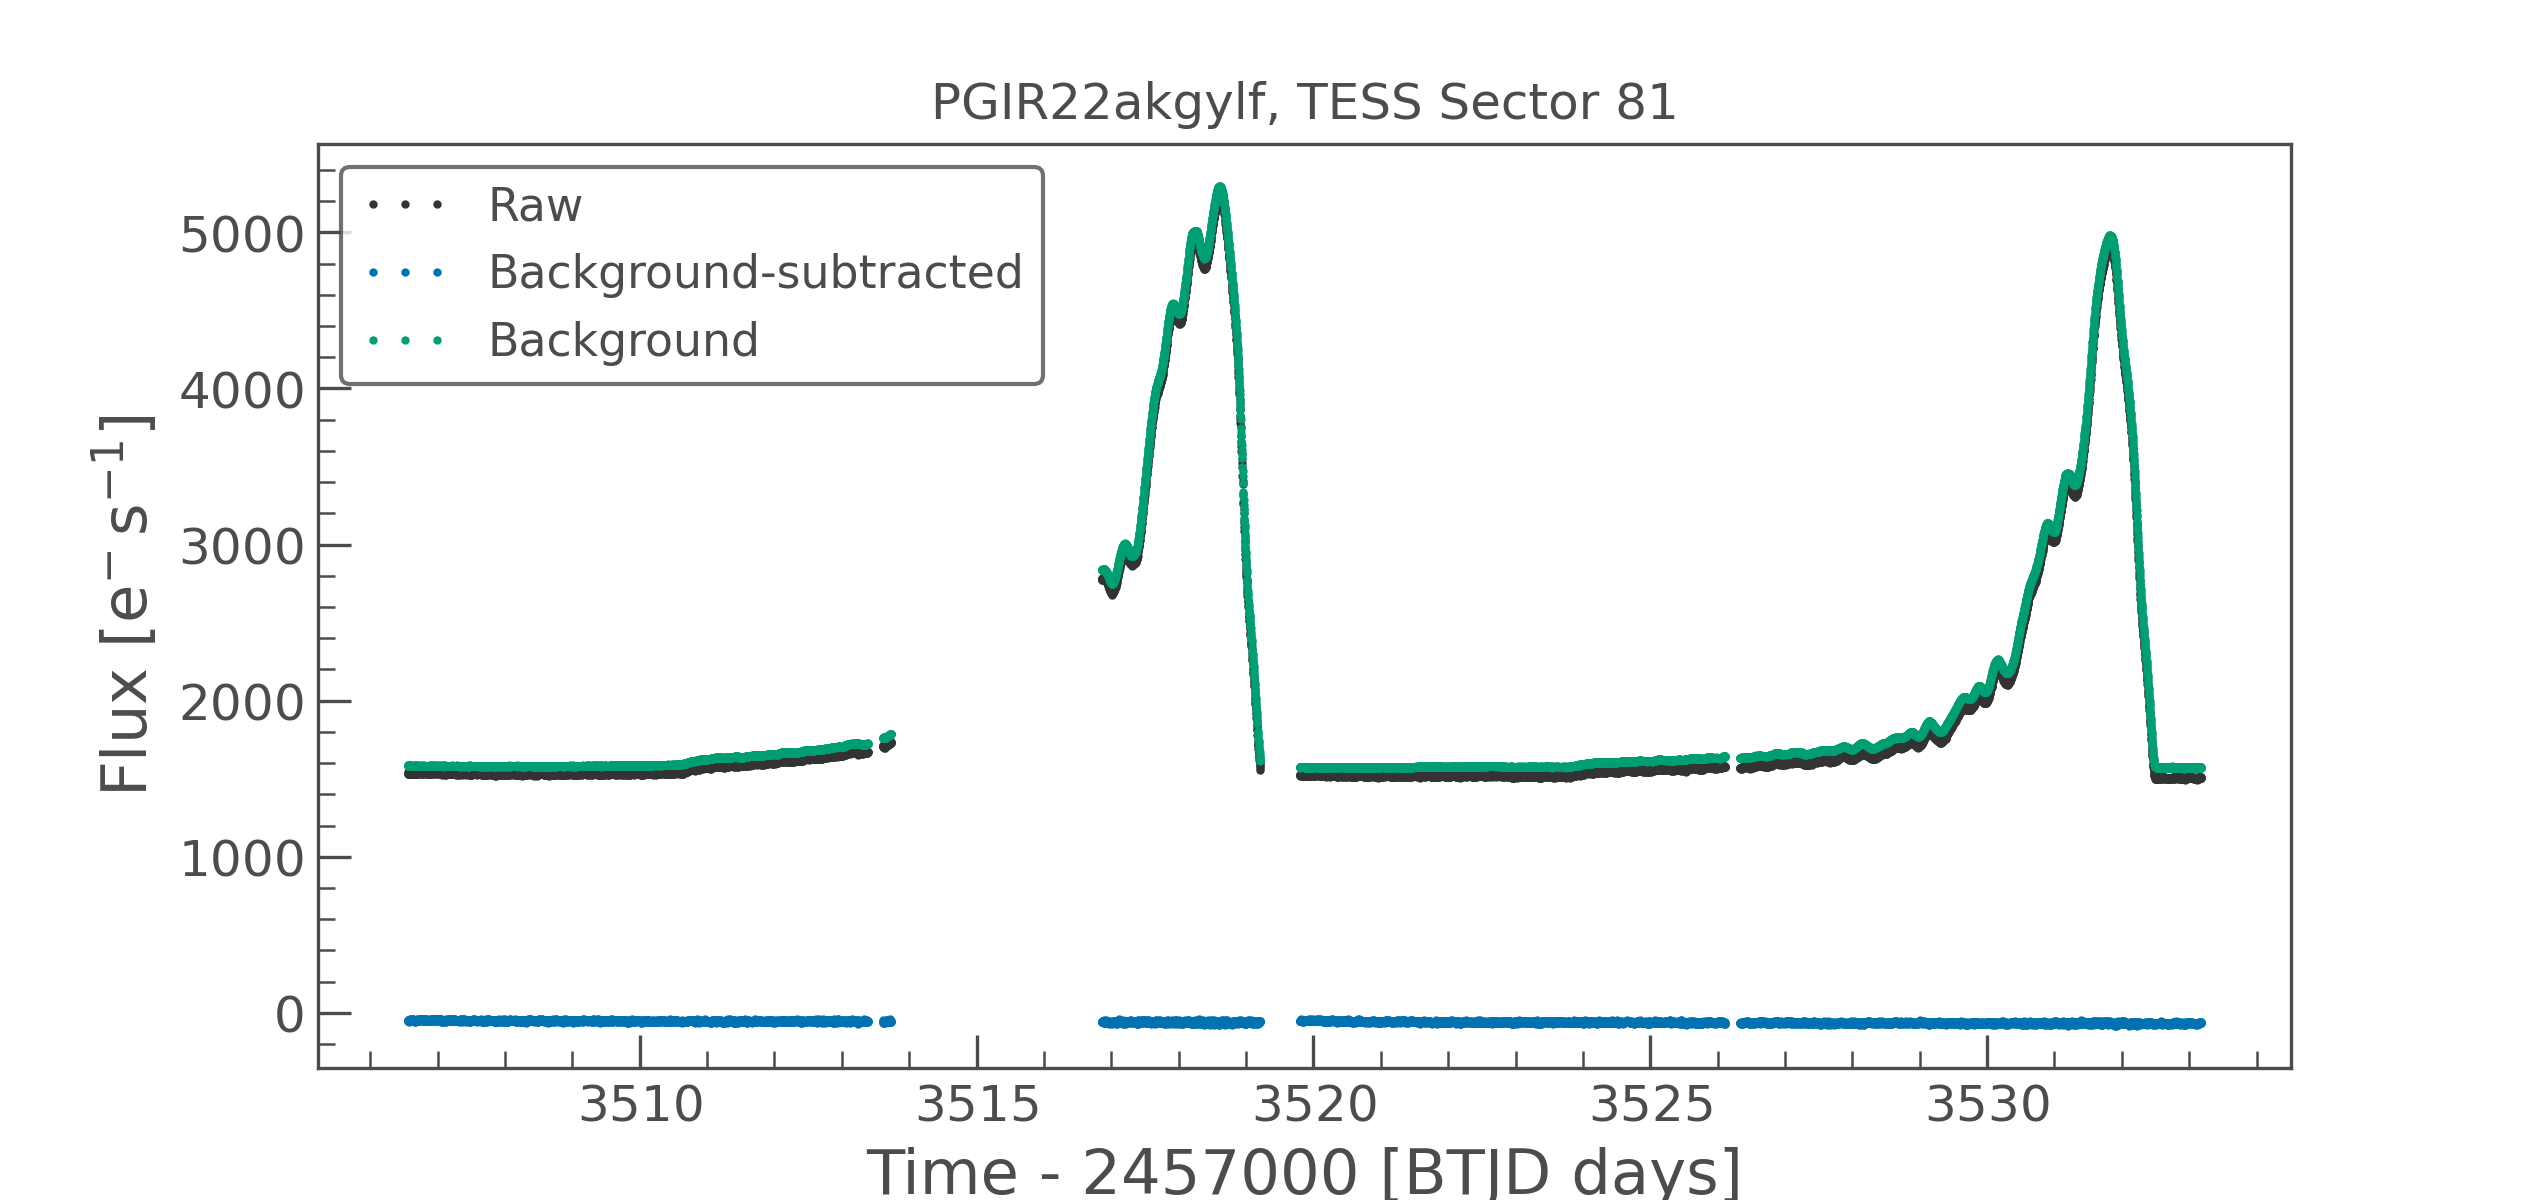 PGIR22akgylf, TESS Sector 81
Raw
Background-subtracted
Background
5000
4000
3000
2000
1000
0
Flux [e⁻ s⁻¹]
3510 3515 3520 3525 3530
Time - 2457000 [BTJD days]